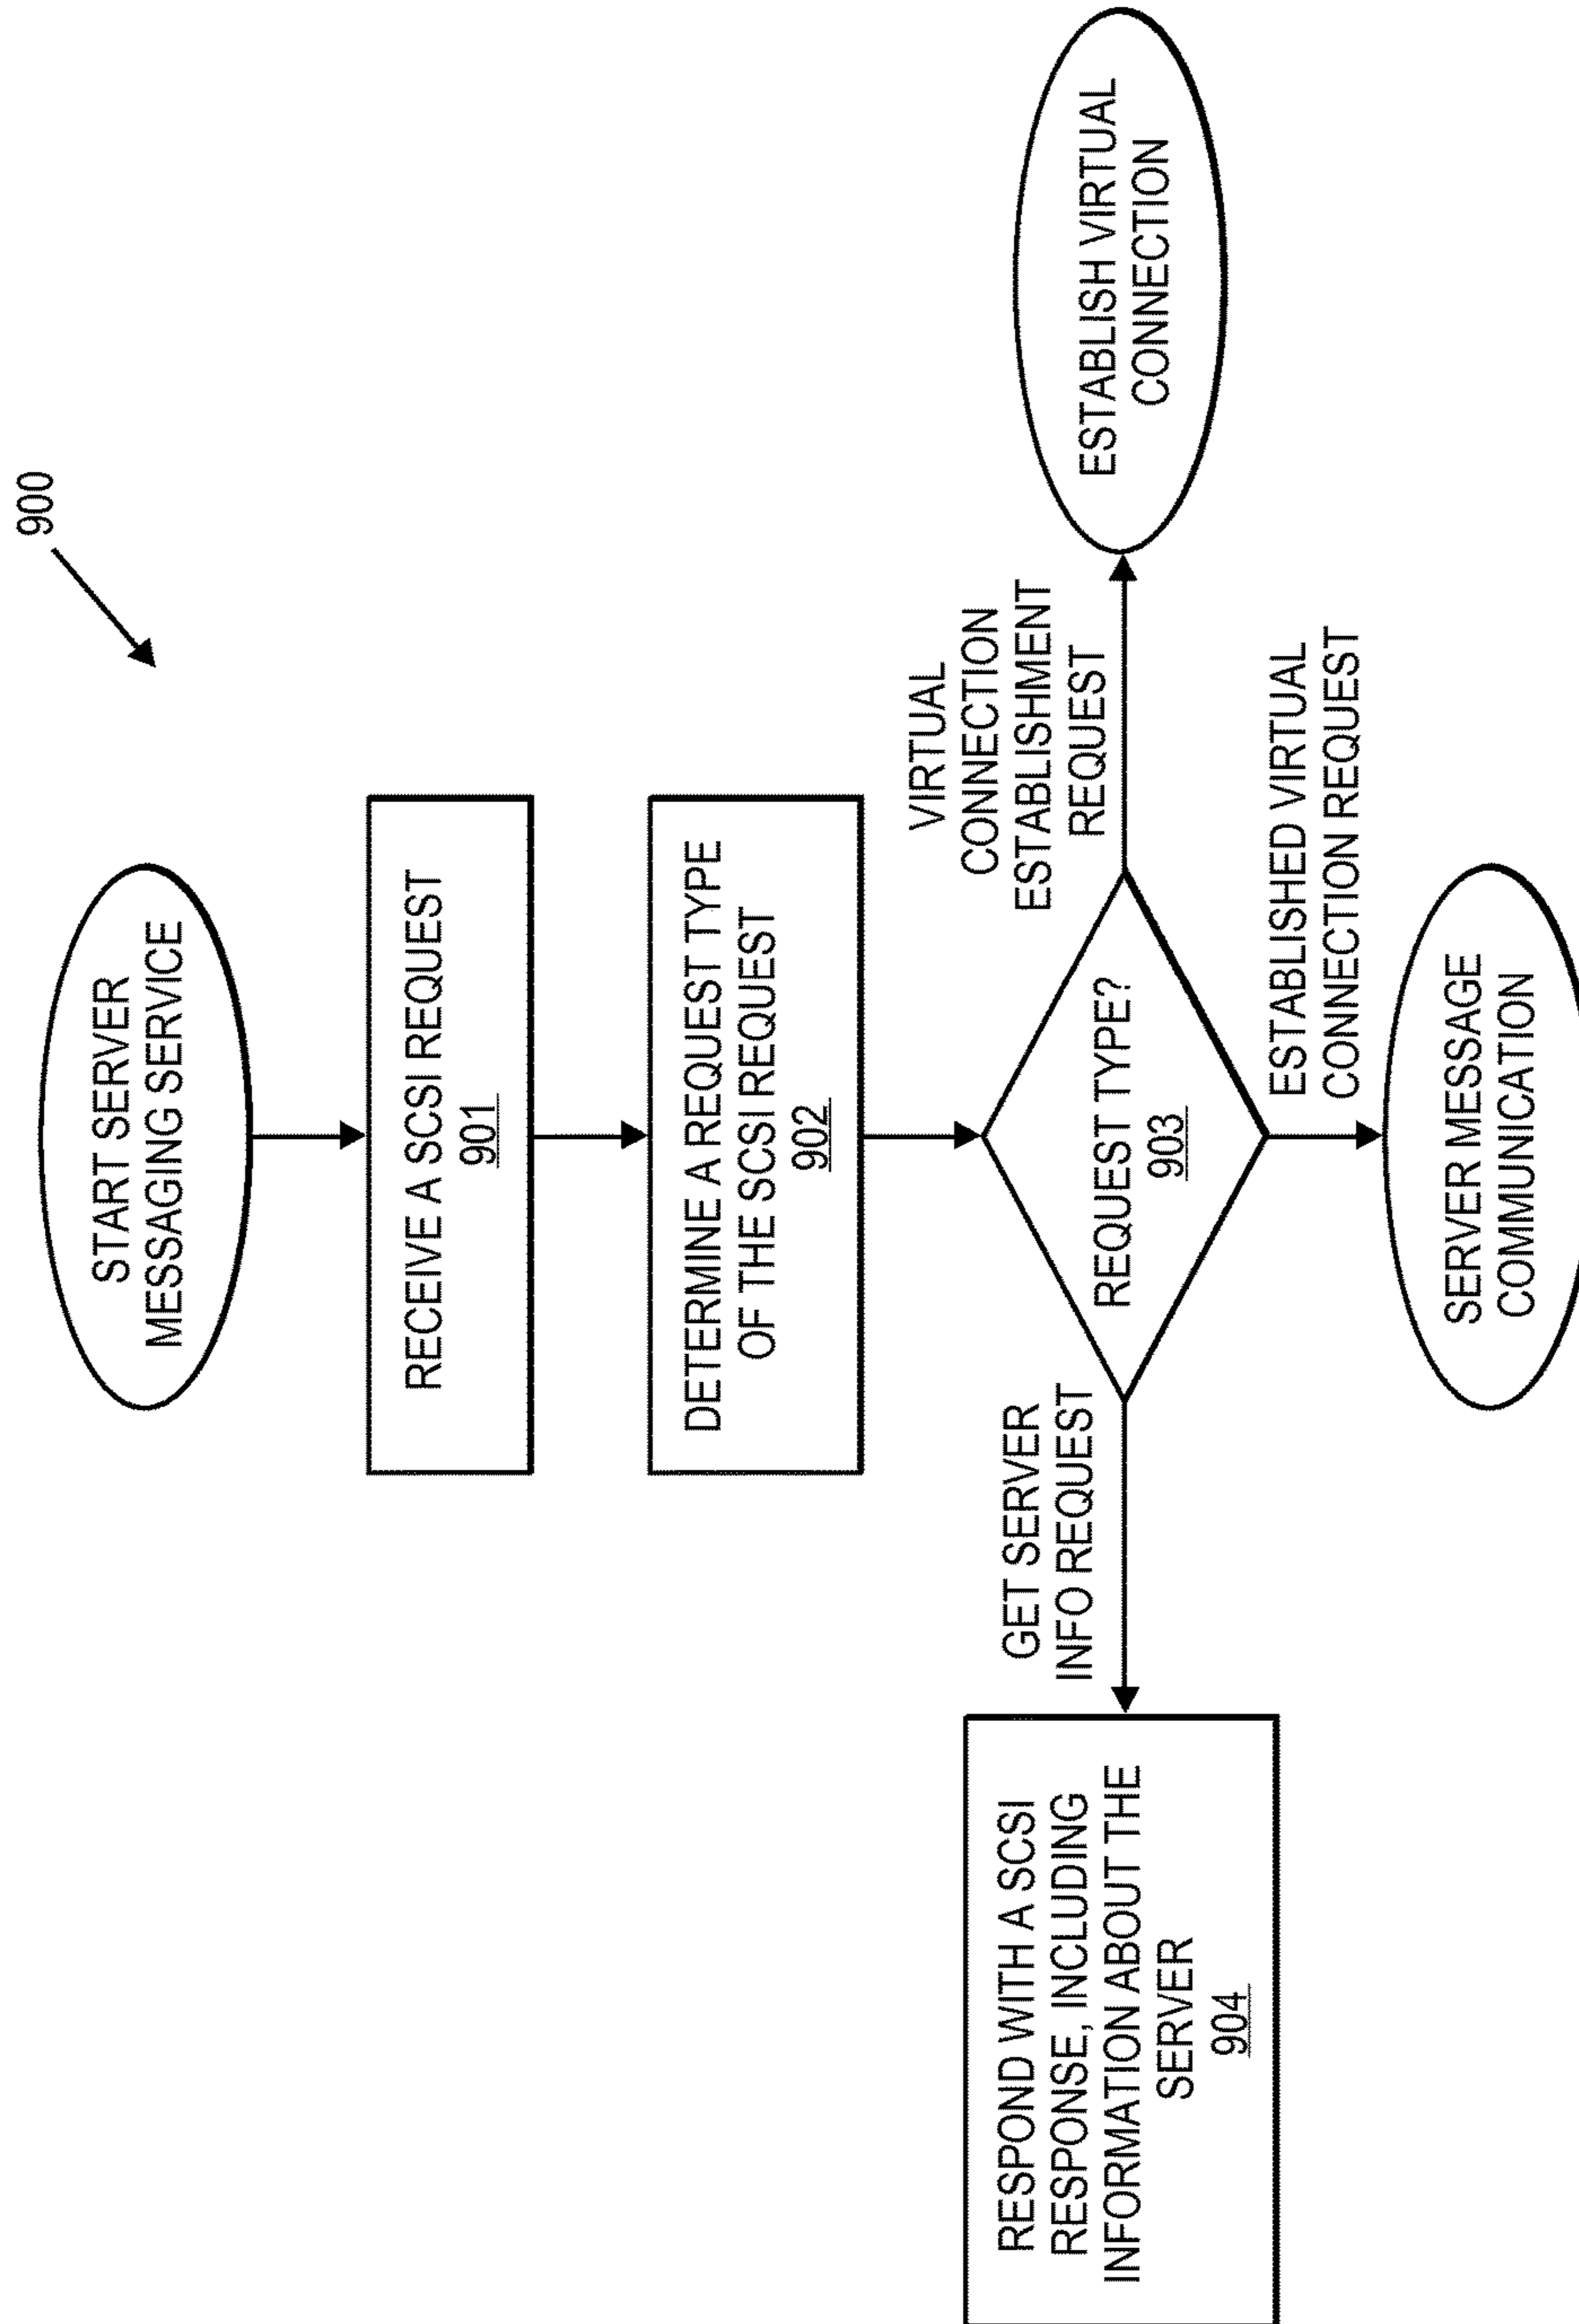 900
START SERVER
MESSAGING SERVICE
RECEIVE A SCSI REQUEST
901
DETERMINE A REQUEST TYPE
OF THE SCSI REQUEST
902
REQUEST TYPE?
903
GET SERVER
INFO REQUEST
VIRTUAL
CONNECTION
ESTABLISHMENT
REQUEST
RESPOND WITH A SCSI
RESPONSE, INCLUDING
INFORMATION ABOUT THE
SERVER
904
ESTABLISH VIRTUAL
CONNECTION
ESTABLISHED VIRTUAL
CONNECTION REQUEST
SERVER MESSAGE
COMMUNICATION